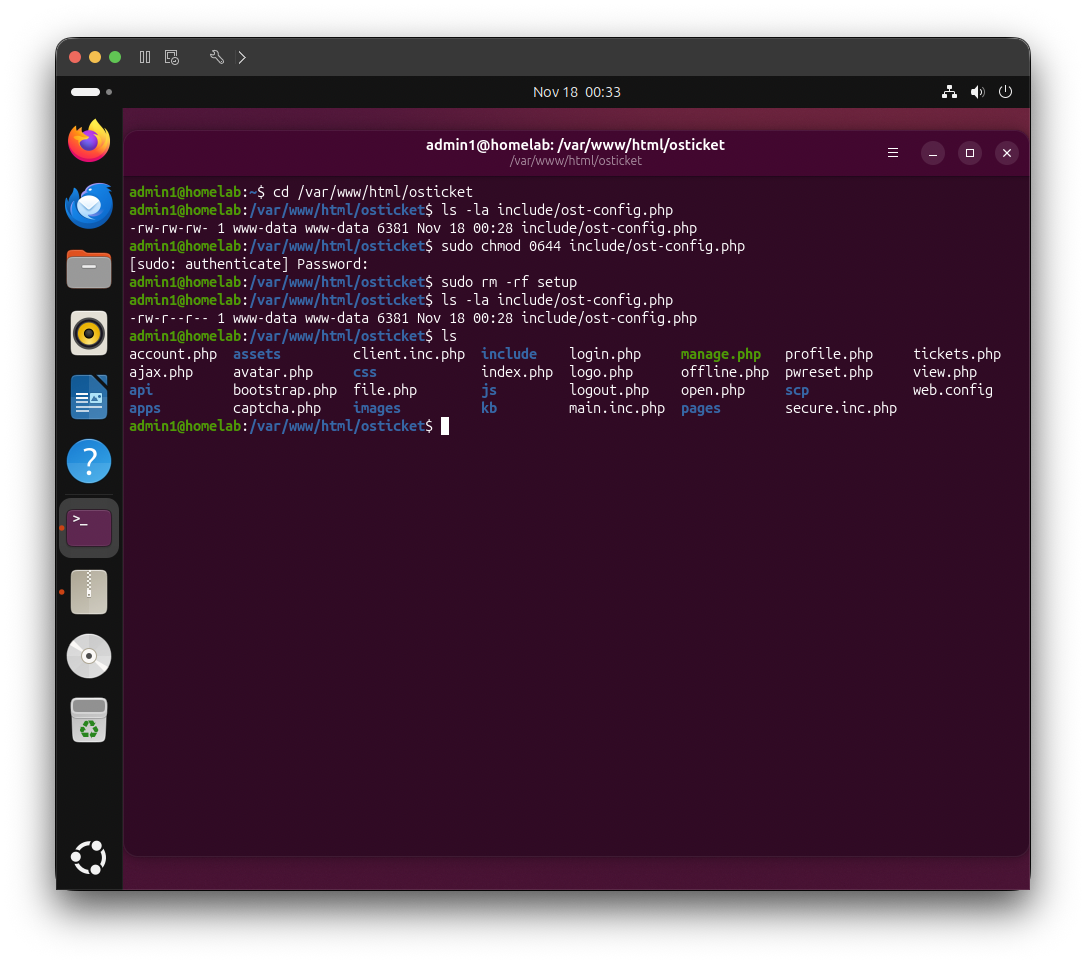 Nov 18 00:33
admin1@homelab: /var/www/html/osticket
/var/www/html/osticket
admin1@homelab:~$ cd /var/www/html/osticket
admin1@homelab:/var/www/html/osticket$ ls -la include/ost-config.php
-rw-rw-rw- 1 www-data www-data 6381 Nov 18 00:28 include/ost-config.php
admin1@homelab:/var/www/html/osticket$ sudo chmod 0644 include/ost-config.php
[sudo: authenticate] Password:
admin1@homelab:/var/www/html/osticket$ sudo rm -rf setup
admin1@homelab:/var/www/html/osticket$ ls -la include/ost-config.php
-rw-r--r-- 1 www-data www-data 6381 Nov 18 00:28 include/ost-config.php
admin1@homelab:/var/www/html/osticket$ ls
account.php assets client.inc.php include login.php manage.php profile.php tickets.php
ajax.php avatar.php css index.php logo.php offline.php pwreset.php view.php
api bootstrap.php file.php js logout.php open.php scp web.config
apps captcha.php images kb main.inc.php pages secure.inc.php
admin1@homelab:/var/www/html/osticket$